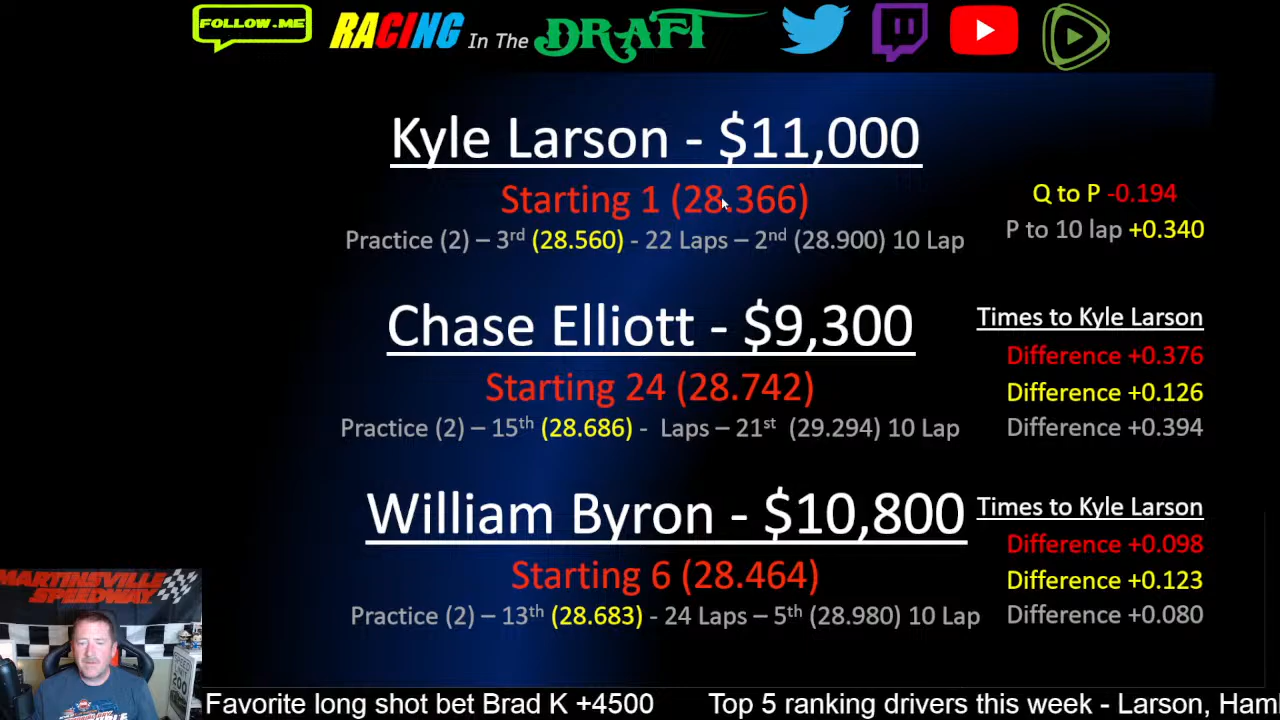 FOLLOW.ME
RACING In The DRAFT
Kyle Larson - $11,000
Starting 1 (28.366)
Q to P -0.194
Practice (2) – 3rd (28.560) - 22 Laps – 2nd (28.900) 10 Lap
P to 10 lap +0.340
Chase Elliott - $9,300
Times to Kyle Larson
Starting 24 (28.742)
Difference +0.376
Difference +0.126
Practice (2) – 15th (28.686) - Laps – 21st (29.294) 10 Lap
Difference +0.394
William Byron - $10,800
Times to Kyle Larson
Difference +0.098
Starting 6 (28.464)
Difference +0.123
Practice (2) – 13th (28.683) - 24 Laps – 5th (28.980) 10 Lap
Difference +0.080
MARTINSVILLE
SPEEDWAY
Favorite long shot bet Brad K +4500 Top 5 ranking drivers this week - Larson, Ham